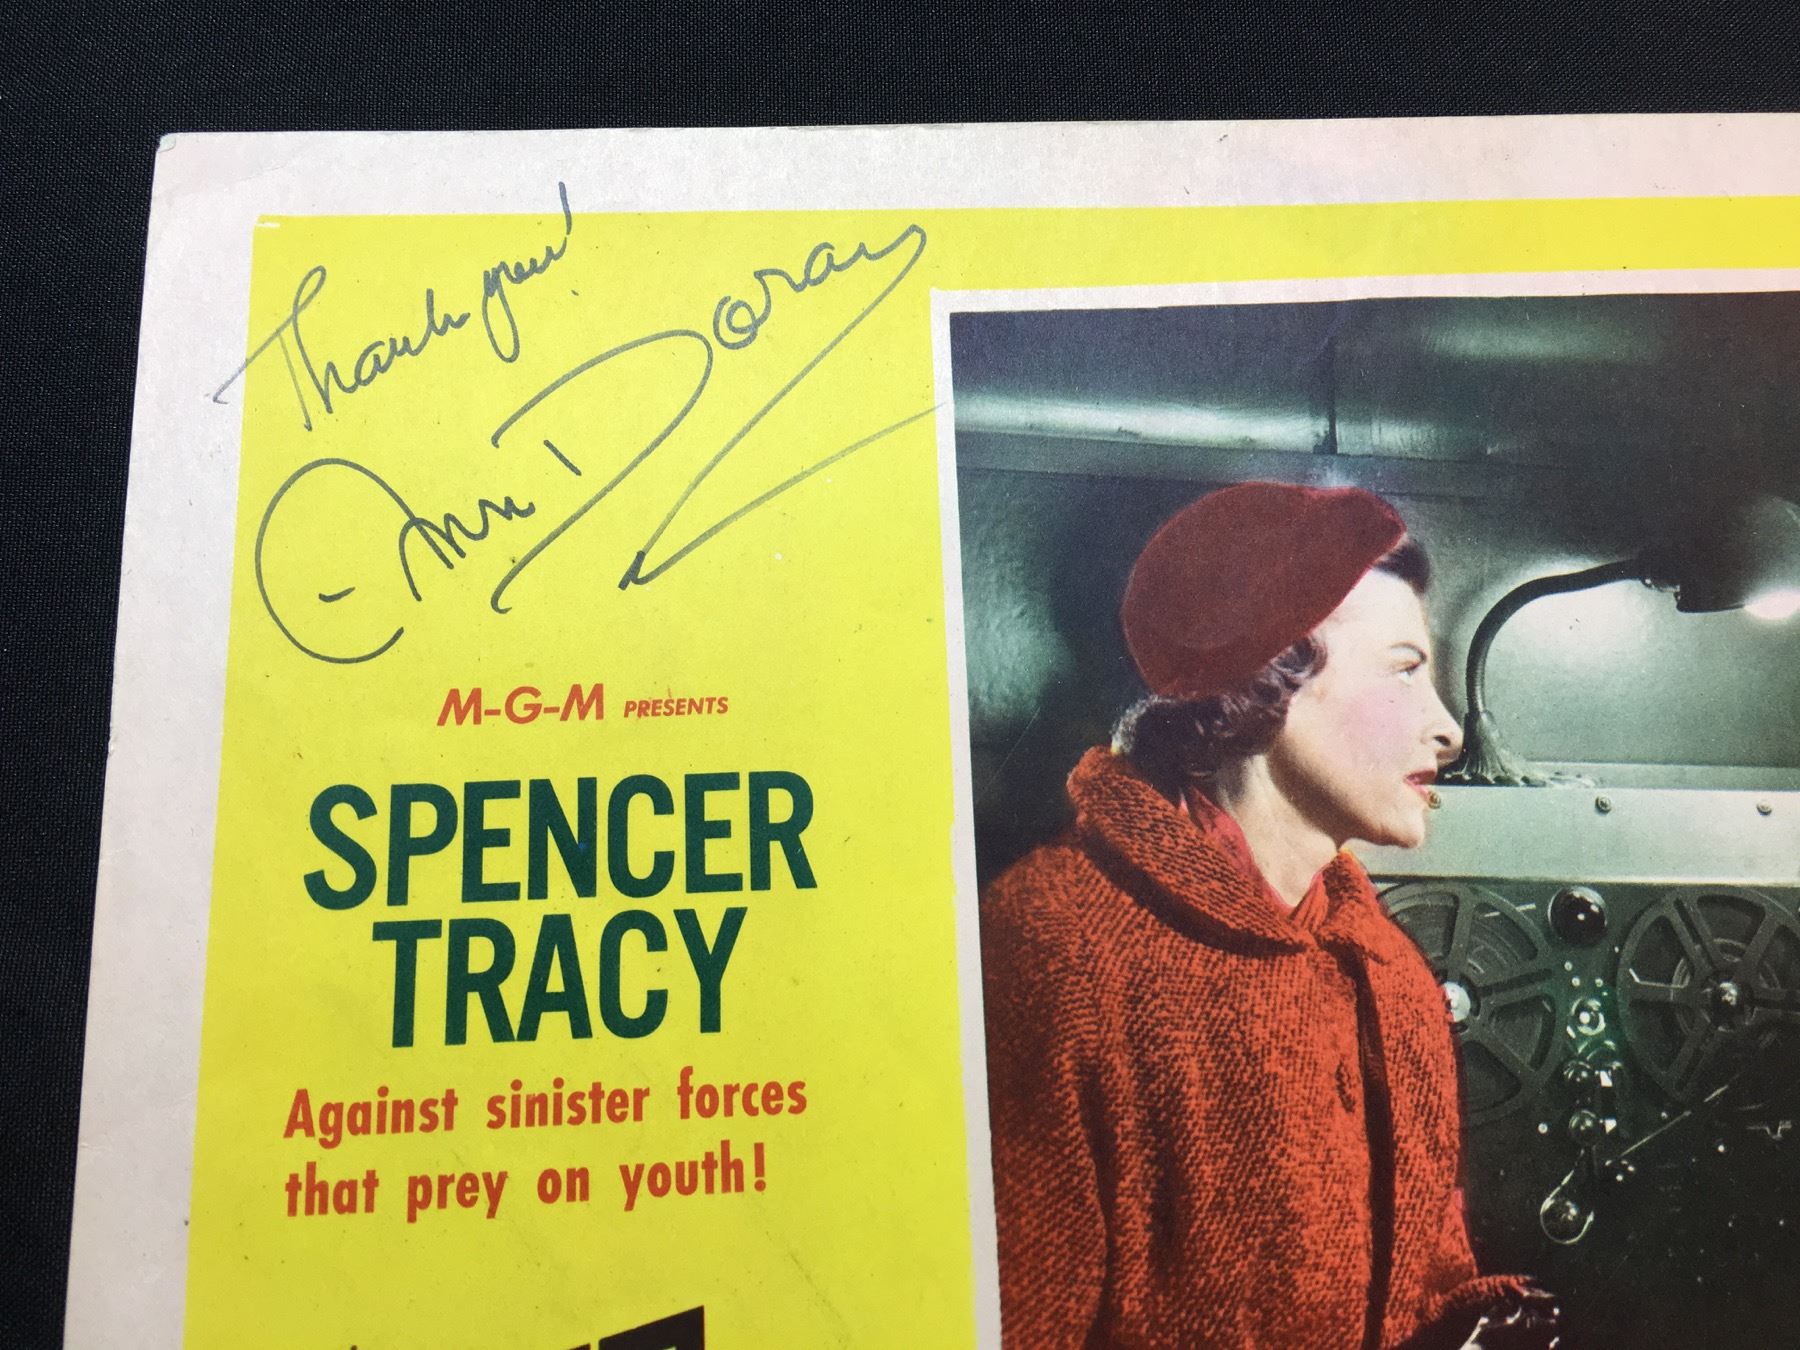 Thank you!
Ann Doran
M-G-M PRESENTS
SPENCER
TRACY
Against sinister forces
that prey on youth!